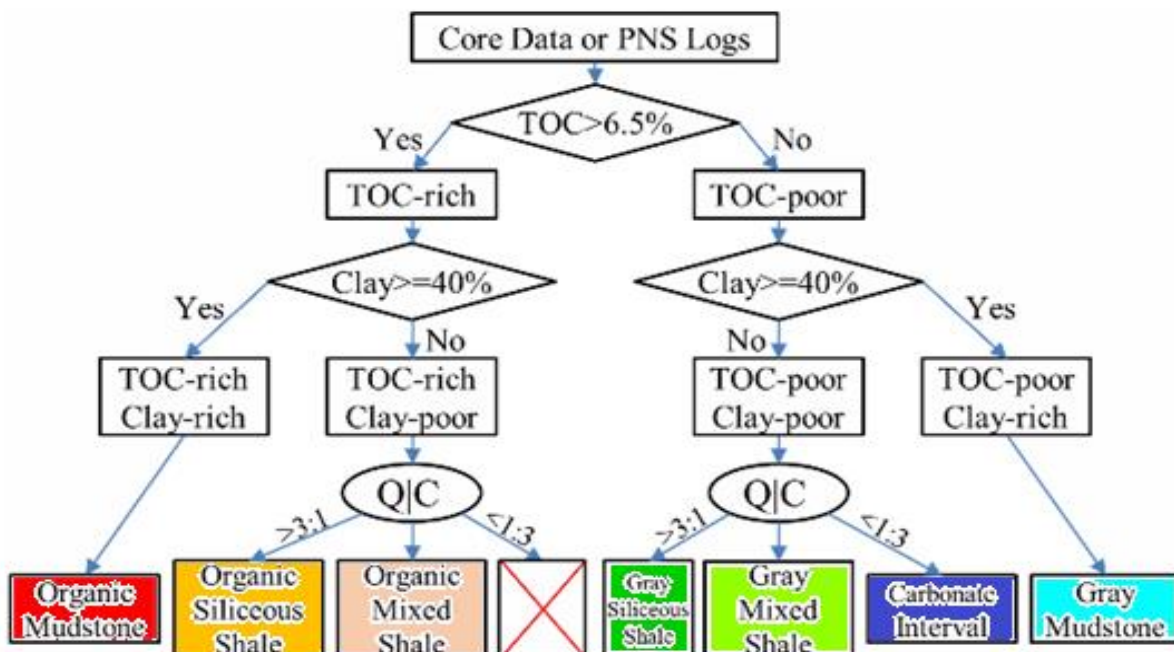 Core Data or PNS Logs
TOC>6.5%
Yes
No
TOC-rich
TOC-poor
Clay>=40%
Clay>=40%
Yes
No
No
Yes
TOC-rich
Clay-rich
TOC-rich
Clay-poor
TOC-poor
Clay-poor
TOC-poor
Clay-rich
Q|C
Q|C
>3:1
<1:3
>3:1
<1:3
Organic
Mudstone
Organic
Siliceous
Shale
Organic
Mixed
Shale
Gray
Siliceous
Shale
Gray
Mixed
Shale
Carbonate
Interval
Gray
Mudstone